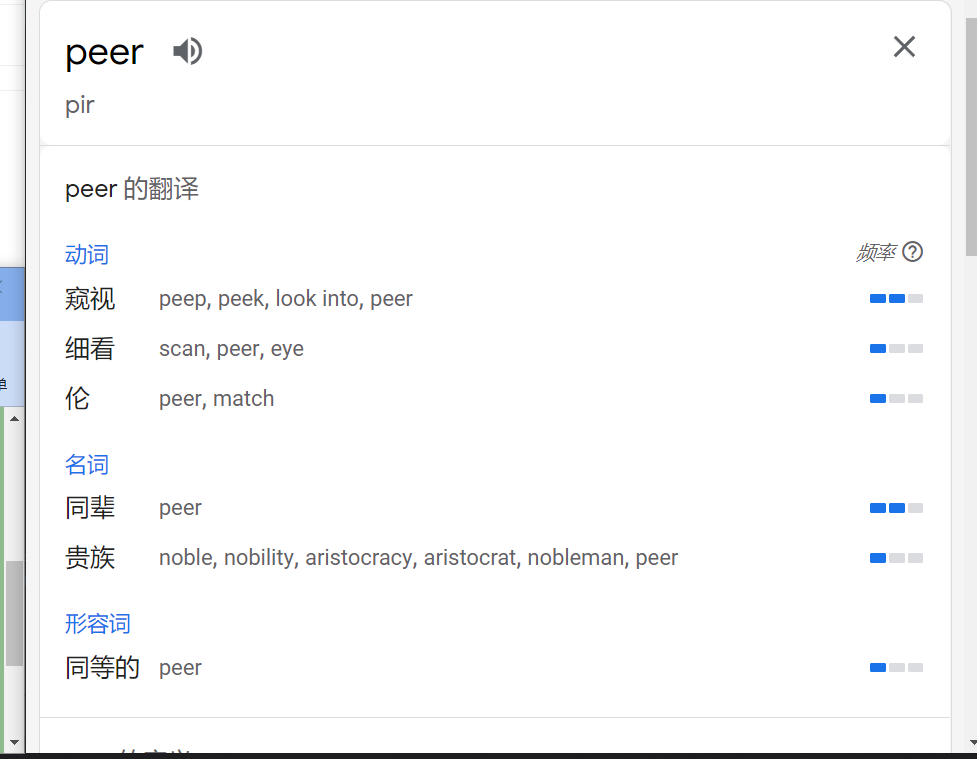 peer
pir
peer 的翻译
动词 频率
窥视 peep, peek, look into, peer
细看 scan, peer, eye
伦 peer, match
名词
同辈 peer
贵族 noble, nobility, aristocracy, aristocrat, nobleman, peer
形容词
同等的 peer
单